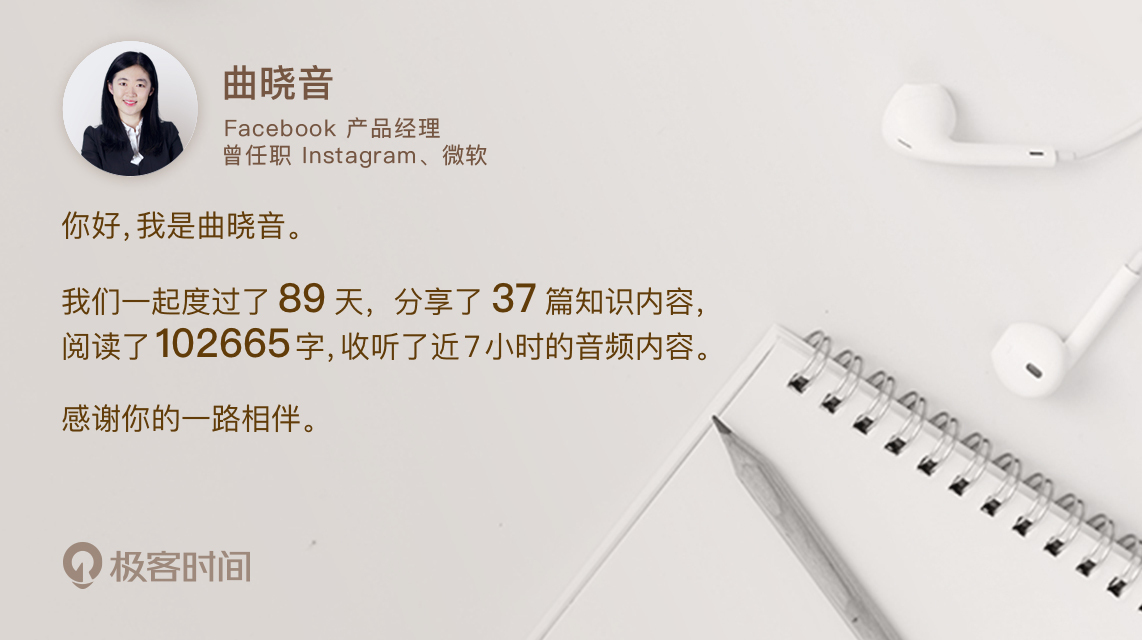 曲晓音
Facebook 产品经理
曾任职 Instagram、微软
你好,我是曲晓音。
我们一起度过了 89 天，分享了 37 篇知识内容,
阅读了102665字,收听了近7小时的音频内容。
感谢你的一路相伴。
极客时间